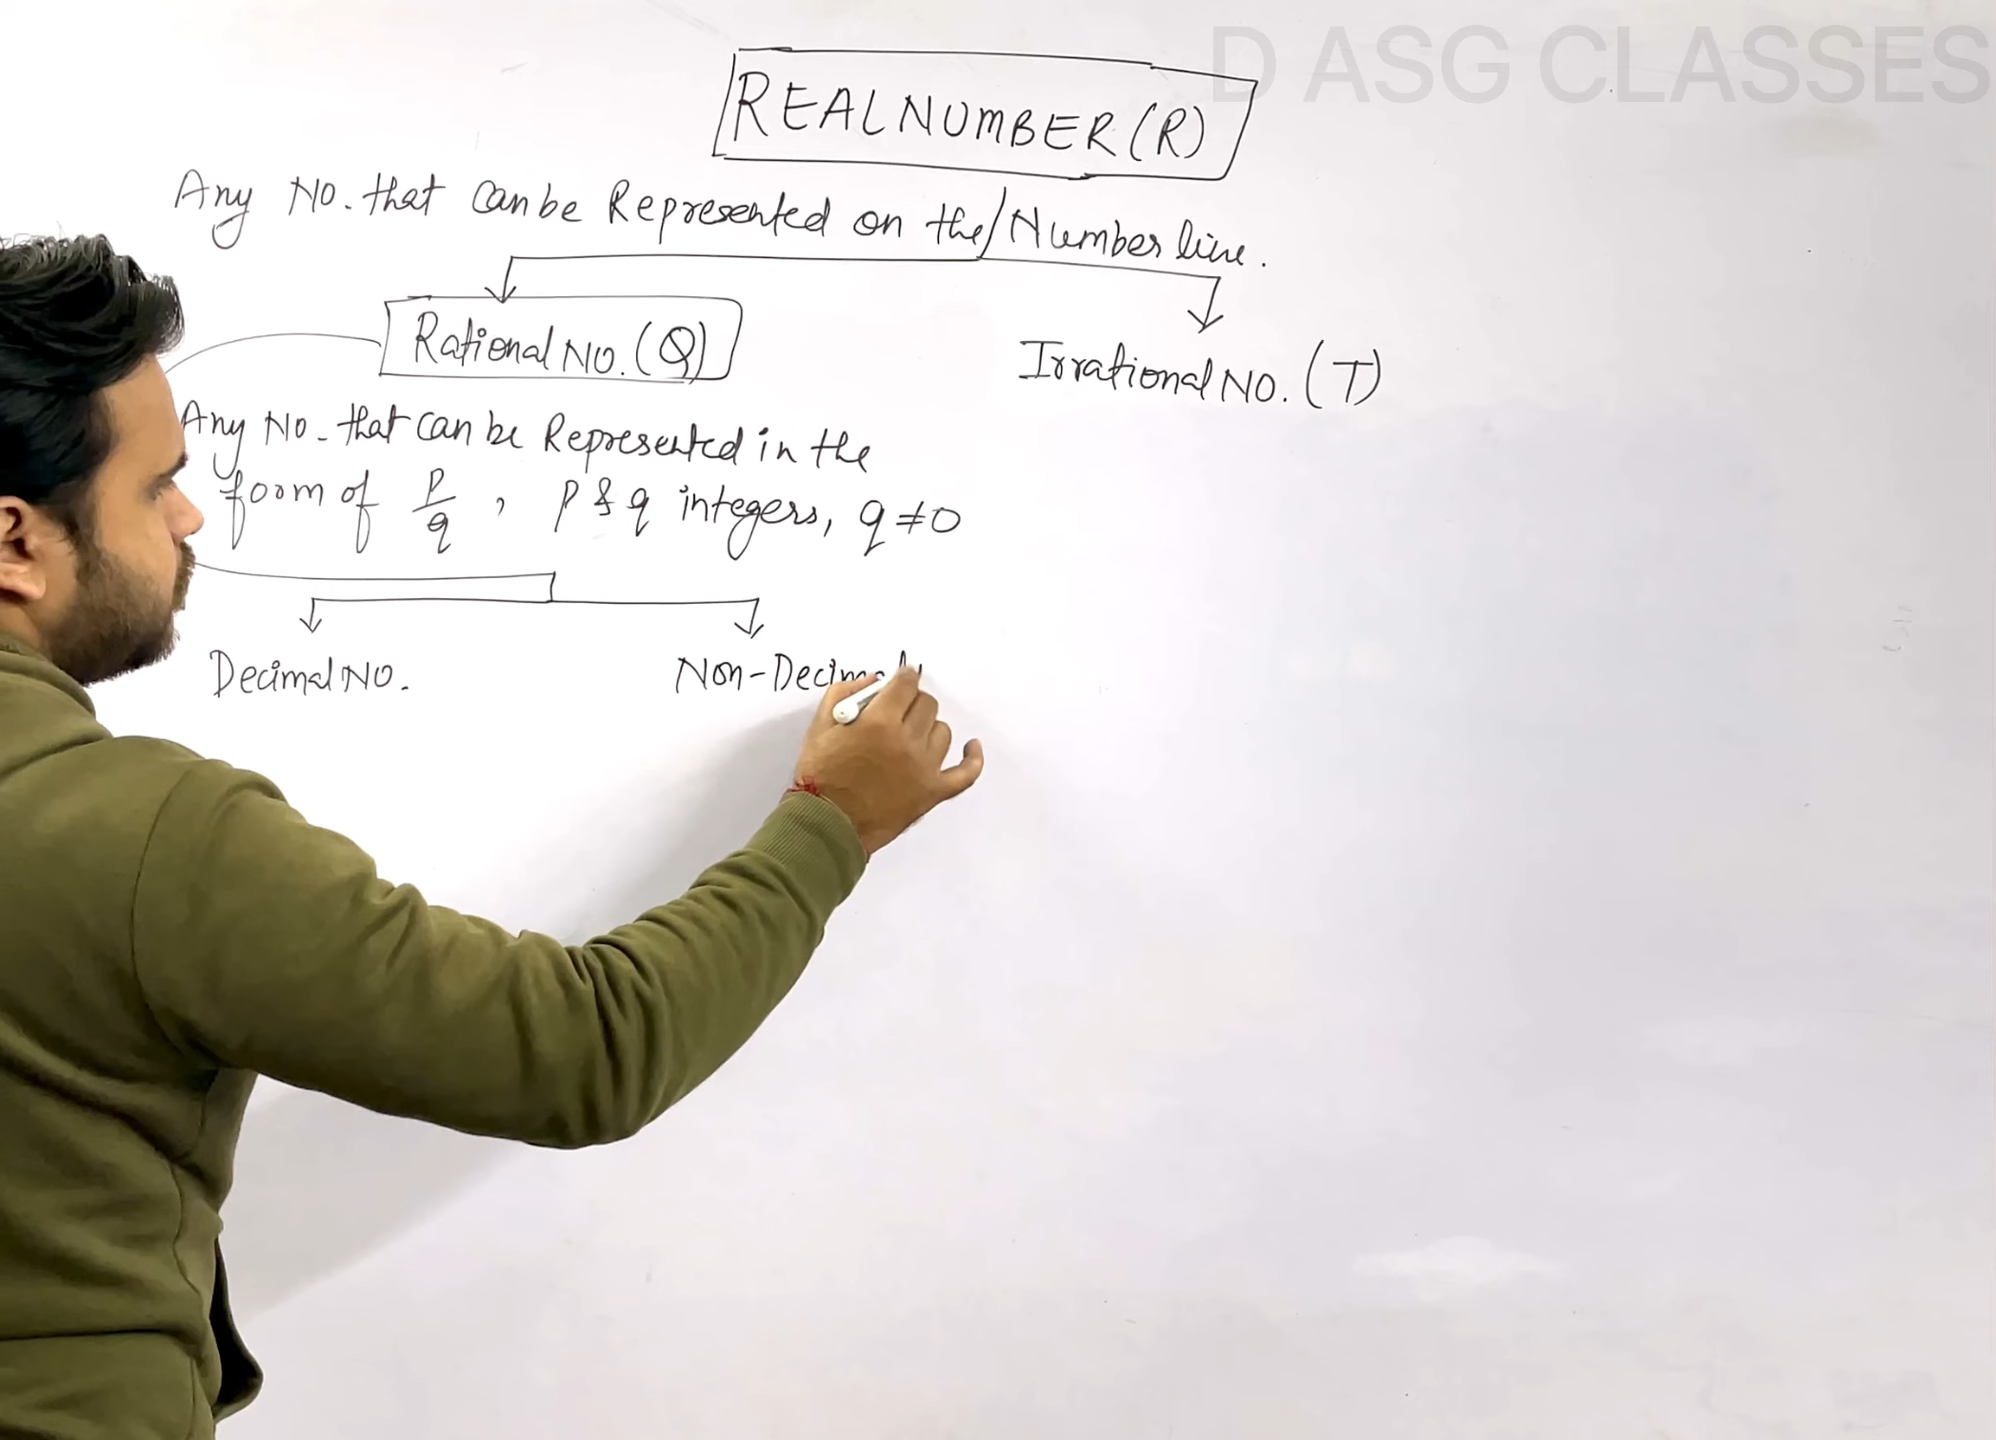 D ASG CLASSES
REAL NUMBER (R)
Any No. that can be Represented on the Number line.
Rational NO. (Q)
Irrational NO. (T)
Any No. that can be Represented in the
form of p/q , p & q integers, q ≠ 0
Decimal NO.
Non-Decimal